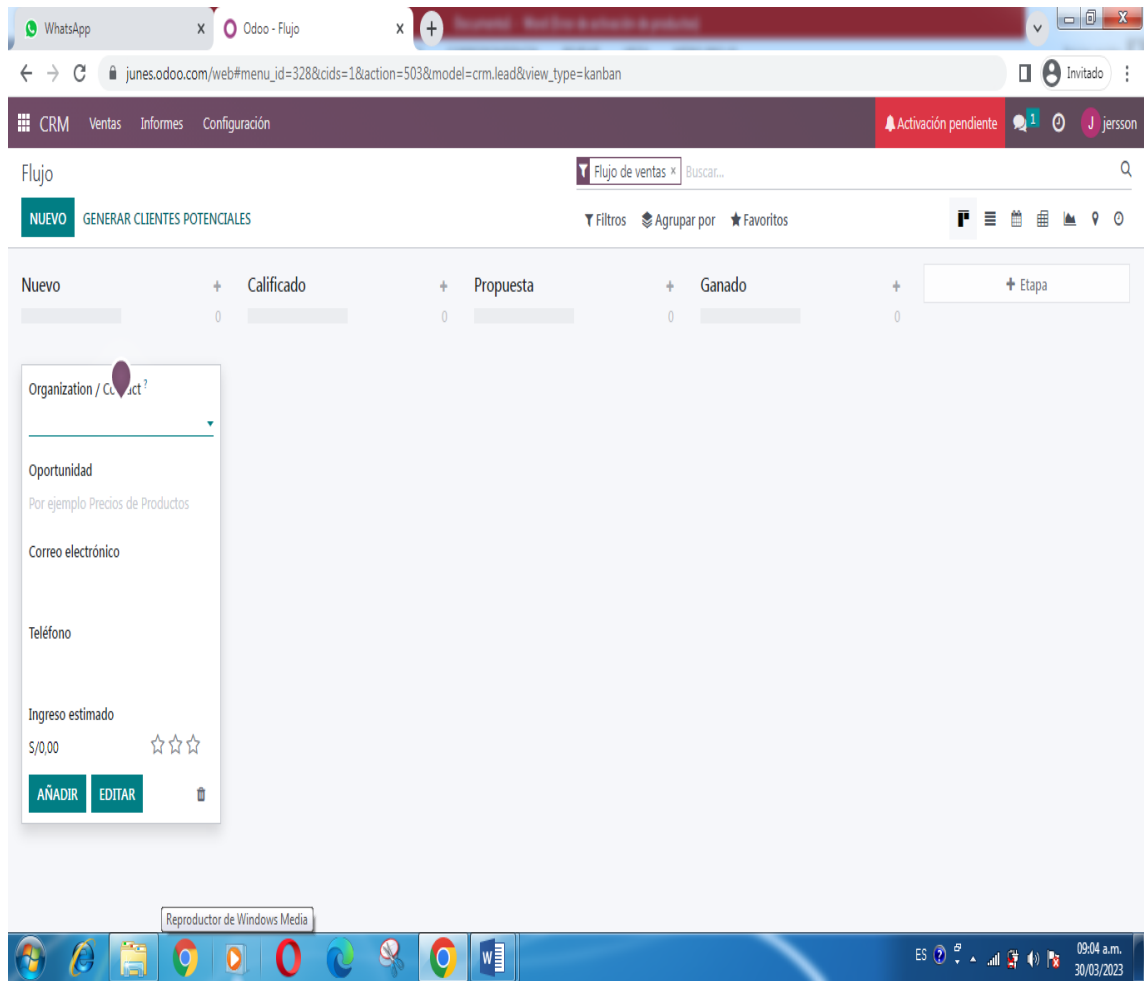 WhatsApp
Odoo - Flujo
junes.odoo.com/web#menu_id=328&cids=1&action=503&model=crm.lead&view_type=kanban
Invitado
CRM Ventas Informes Configuración
Activación pendiente 1 J jersson
Flujo
Flujo de ventas × Buscar...
NUEVO GENERAR CLIENTES POTENCIALES
Filtros Agrupar por Favoritos
Nuevo + Calificado + Propuesta + Ganado + + Etapa
0 0 0 0
Organization / ?
Oportunidad
Por ejemplo Precios de Productos
Correo electrónico
Teléfono
Ingreso estimado
S/0,00
AÑADIR EDITAR
Reproductor de Windows Media
ES 09:04 a.m.
30/03/2023